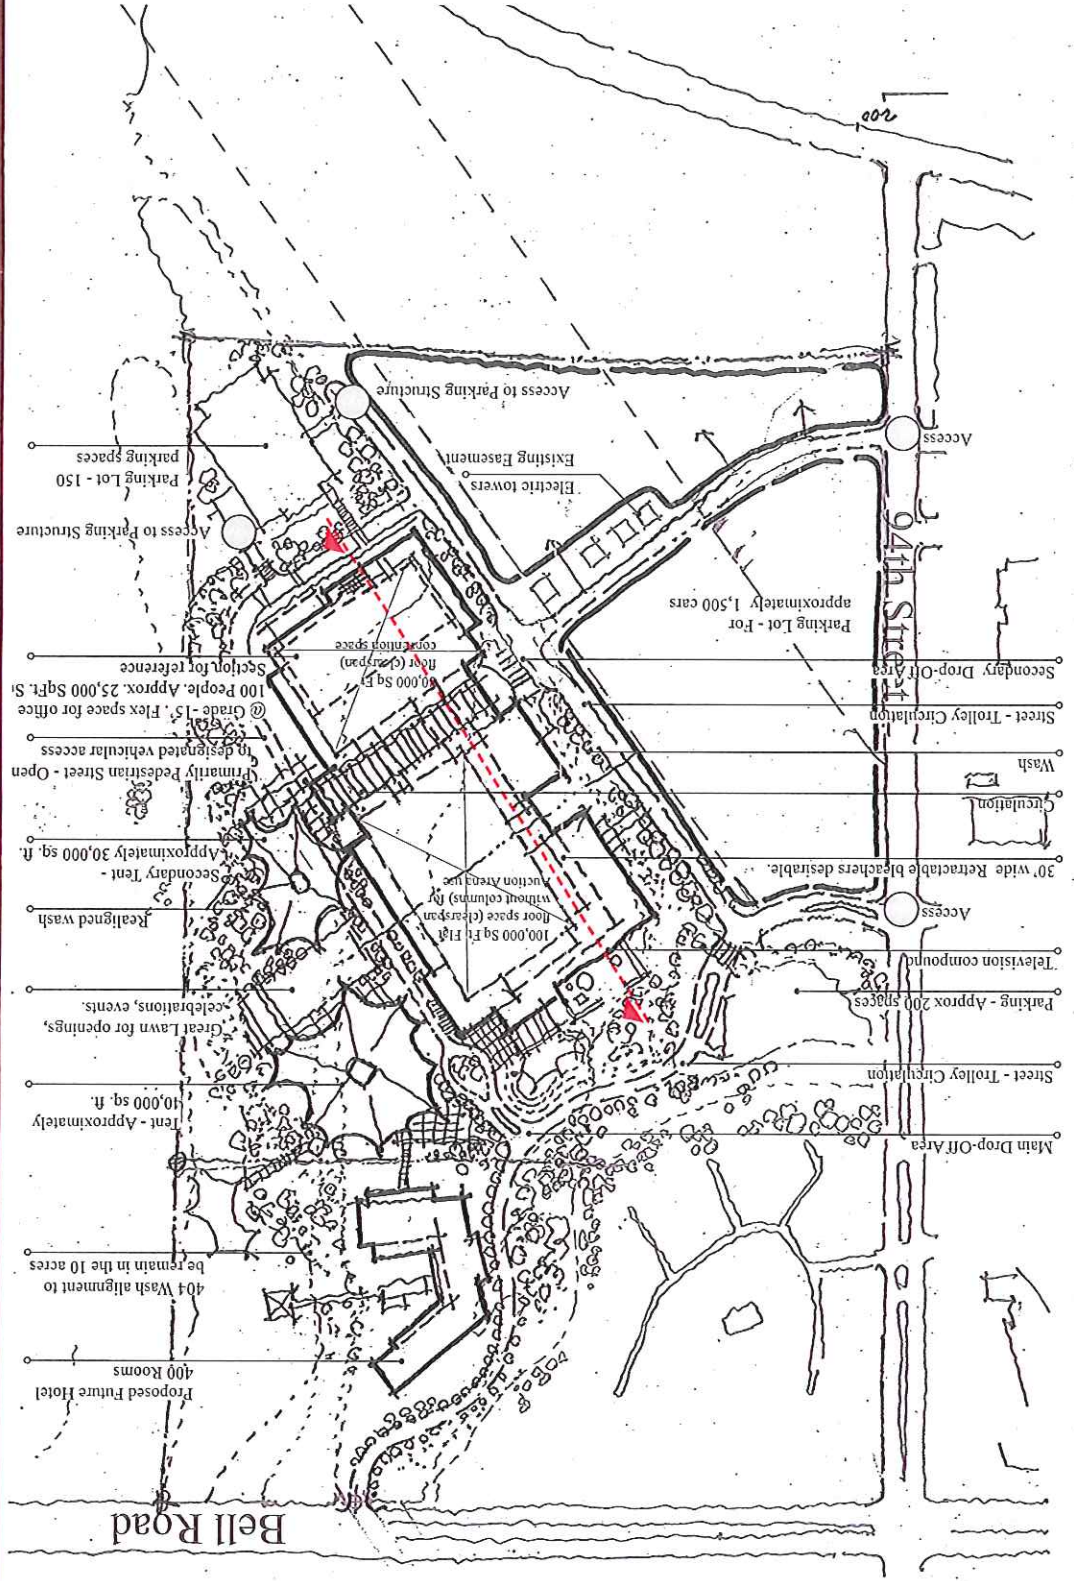 Bell Road
Proposed Future Hotel
400 Rooms
404 Wash alignment to
be remain in the 10 acres
Main Drop-Off Area
Tent - Approximately
40,000 sq. ft.
Street - Trolley Circulation
Great Lawn for openings,
celebrations, events.
Parking - Approx 200 spaces
Television compound
Access
Realigned wash
100,000 Sq Ft Flat
floor space (clearspan
without columns) for
Auction Arena use
Secondary Tent -
Approximately 30,000 sq. ft.
30' wide Retractable bleachers desirable.
Circulation
Primarily Pedestrian Street - Open
to designated vehicular access
Wash
@ Grade -15'. Flex space for office
100 People. Approx. 25,000 SqFt.
Section for reference
Street - Trolley Circulation
Sq Ft
floor (clearspan)
convention space
Secondary Drop-Off Area
94th Street
Parking Lot - For
approximately 1,500 cars
Access to Parking Structure
Electric towers
Existing Easement
Parking Lot - 150
parking spaces
Access
Access to Parking Structure
200